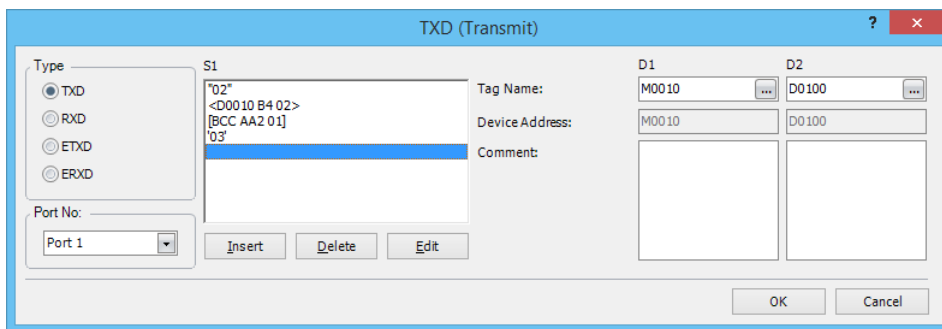 TXD (Transmit)
?
Type
TXD
RXD
ETXD
ERXD
Port No:
Port 1
S1
"02"
<D0010 B4 02>
[BCC AA2 01]
'03'
Insert Delete Edit
D1 D2
Tag Name: M0010 ... D0100 ...
Device Address: M0010 D0100
Comment:
OK Cancel